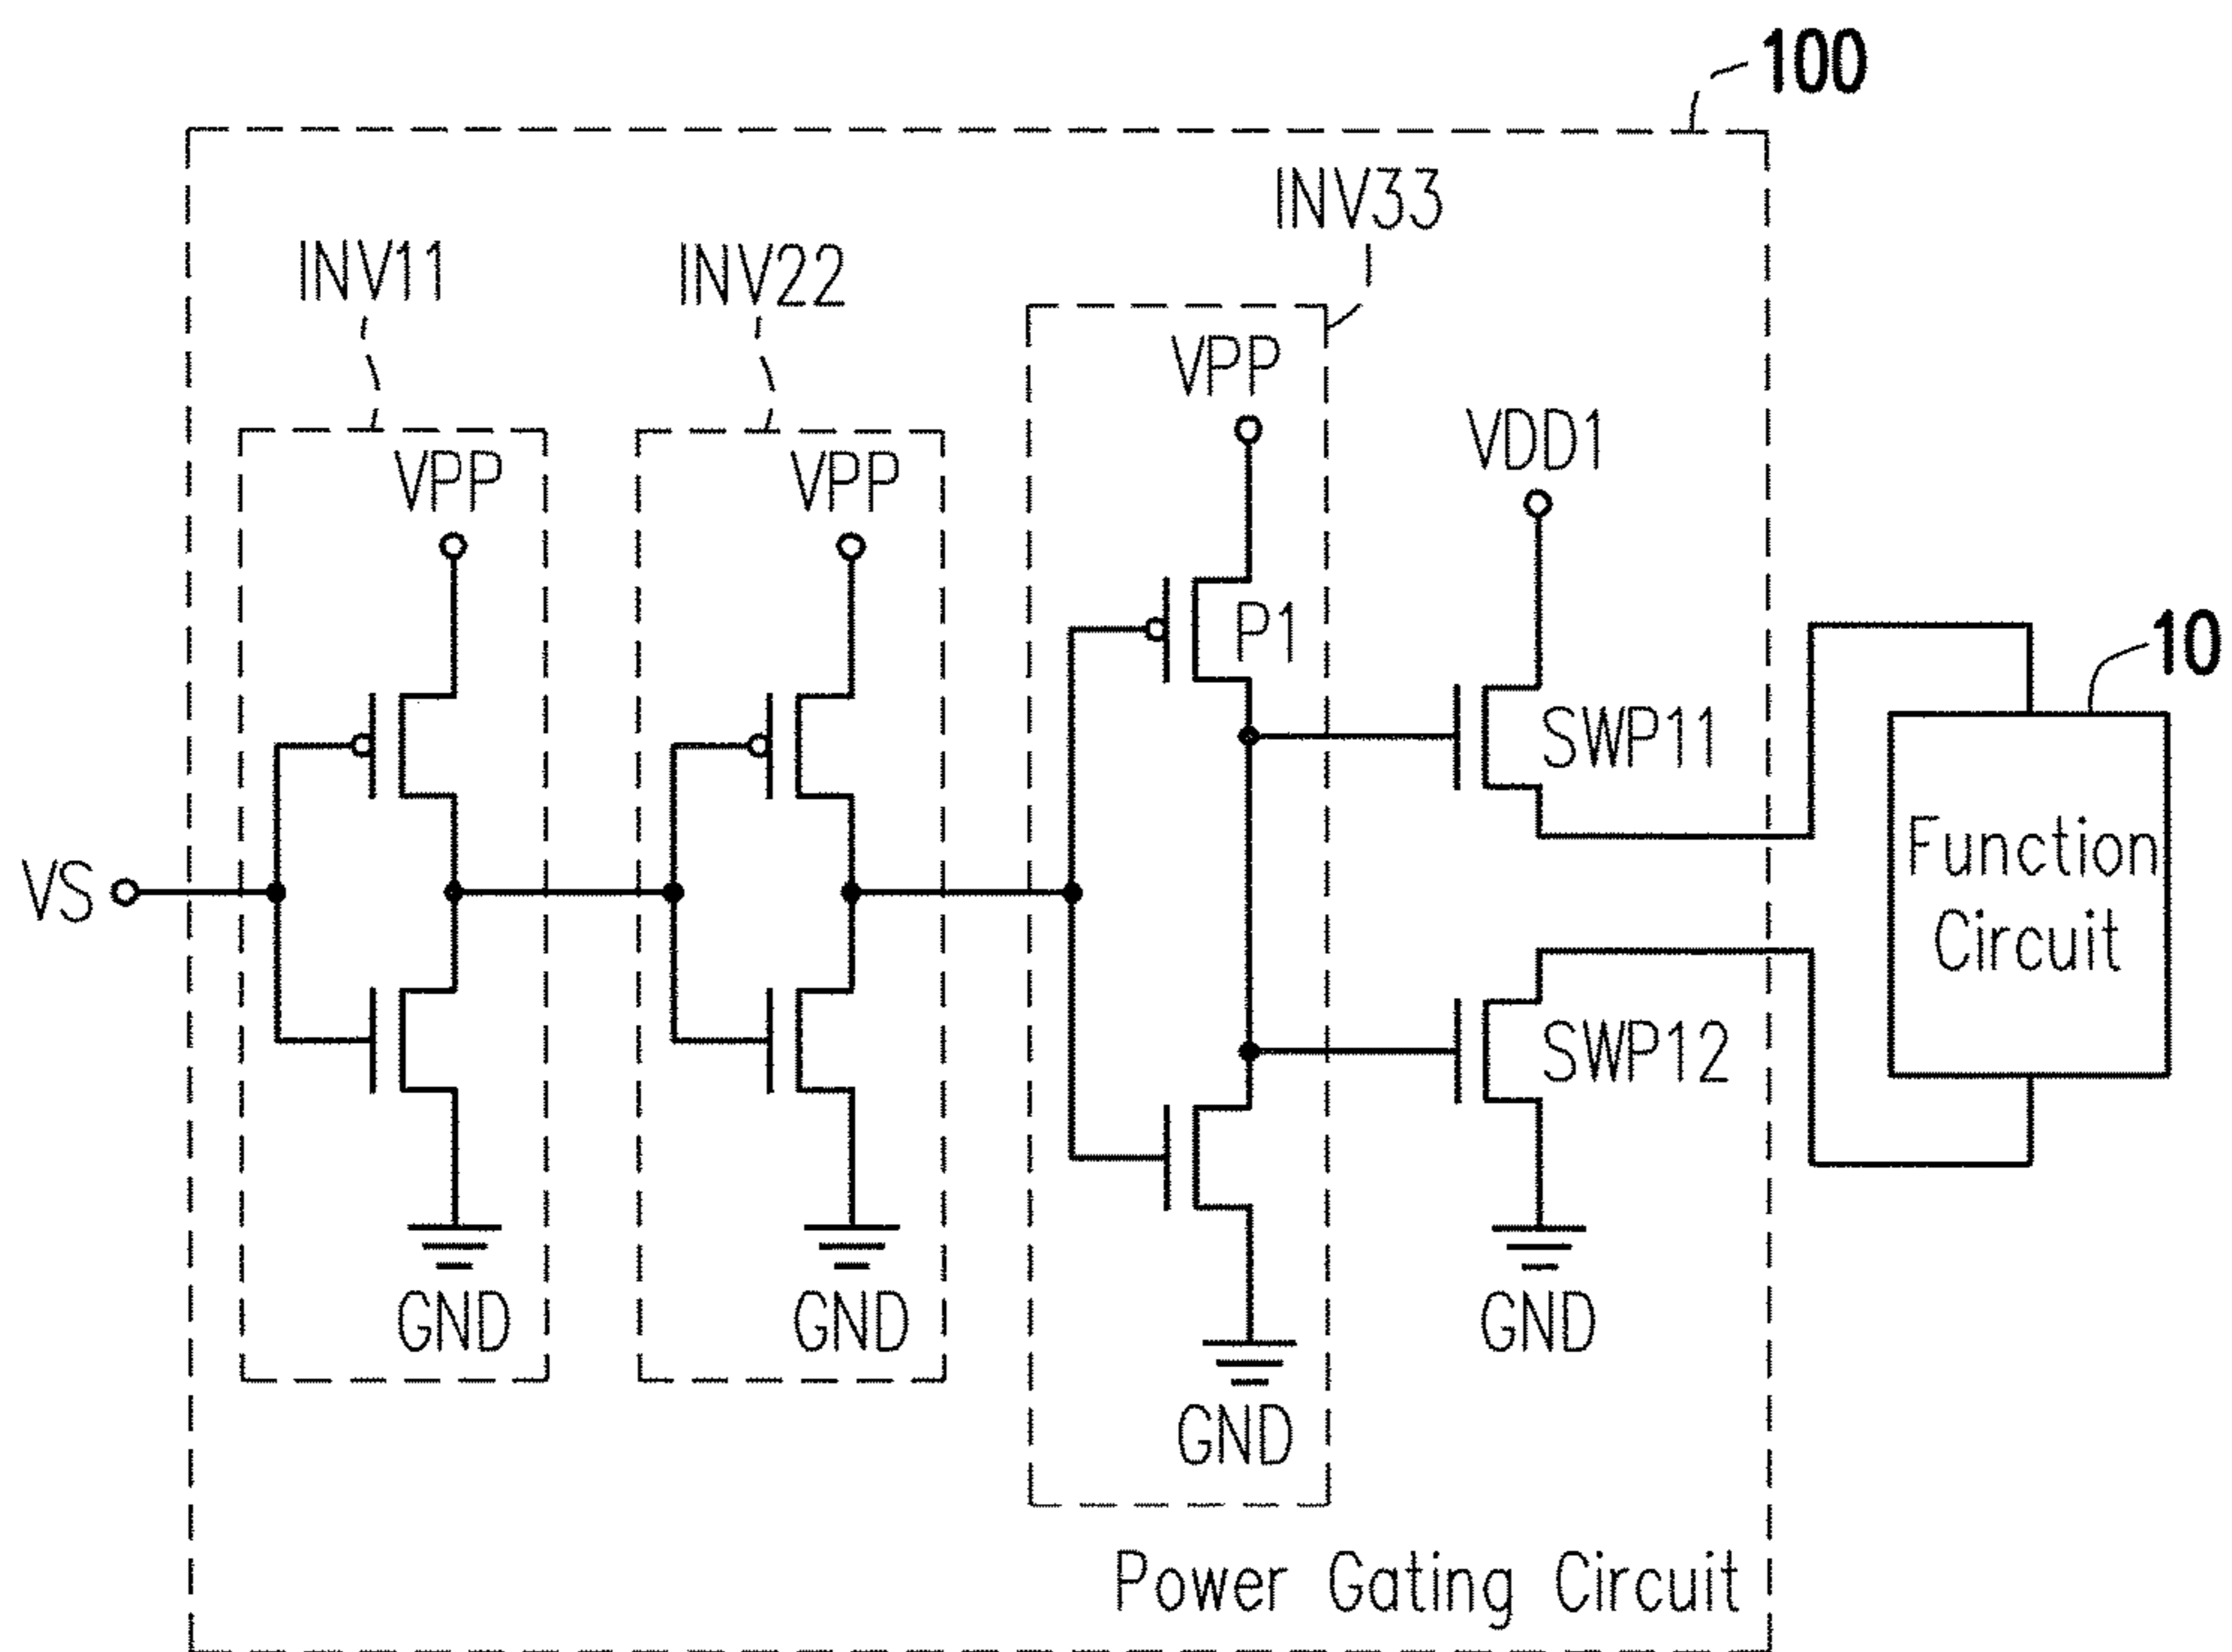 100
INV33
INV11
INV22
VPP
VDD1
VPP
VPP
P1
10
SWP11
Function
Circuit
VS
SWP12
GND
GND
GND
GND
Power Gating Circuit